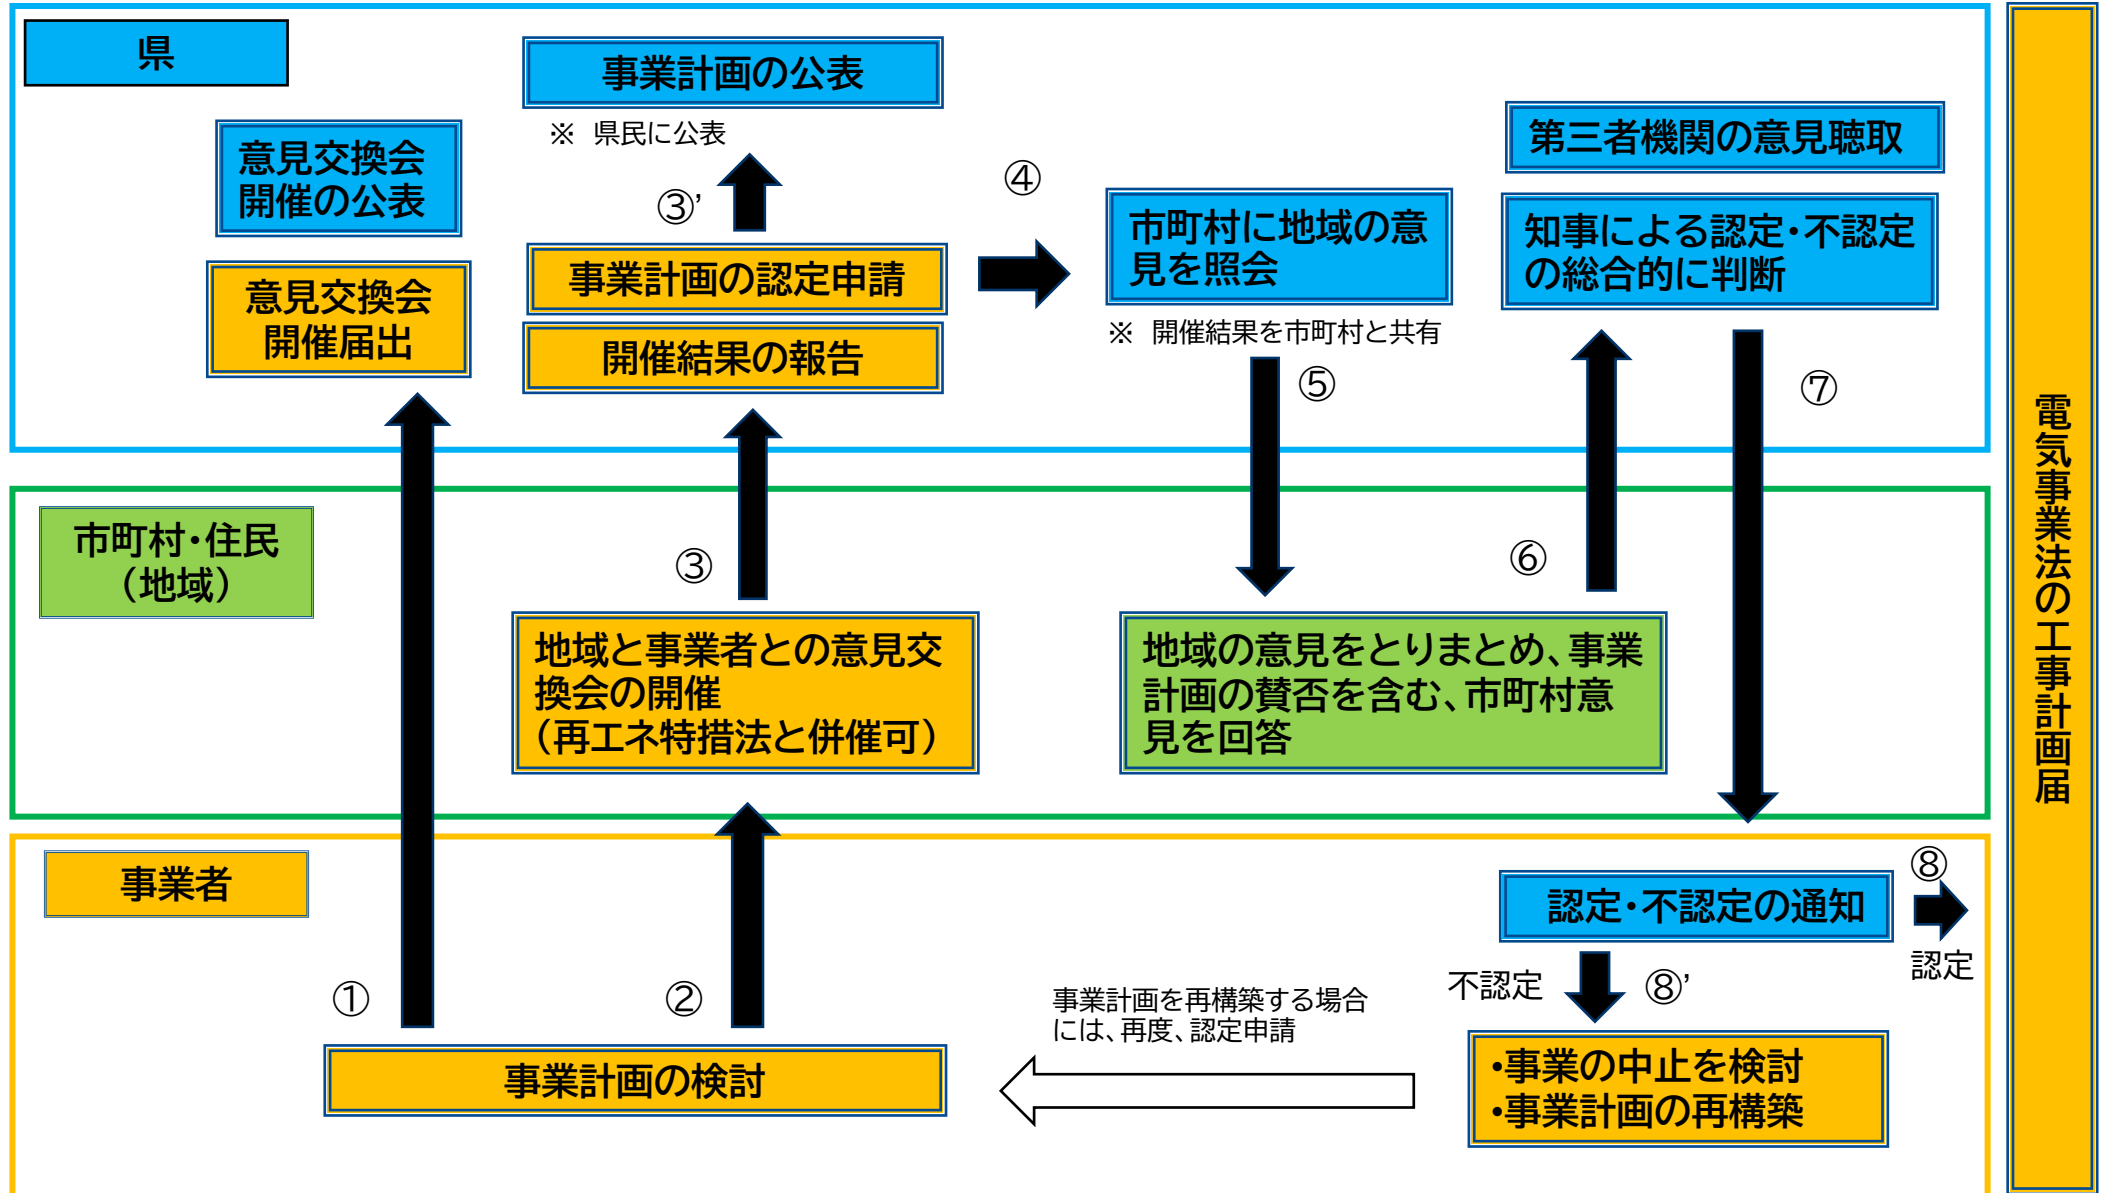 県
事業計画の公表
※　県民に公表
意見交換会
開催の公表
意見交換会
開催届出
③’
事業計画の認定申請
開催結果の報告
④
市町村に地域の意
見を照会
※　開催結果を市町村と共有
⑤
第三者機関の意見聴取
知事による認定・不認定
の総合的に判断
⑦
市町村・住民
（地域）
③
地域と事業者との意見交
換会の開催
（再エネ特措法と併催可）
⑥
地域の意見をとりまとめ、事業
計画の賛否を含む、市町村意
見を回答
事業者
①
②
事業計画の検討
事業計画を再構築する場合
には、再度、認定申請
認定・不認定の通知
⑧
認定
不認定
⑧’
・事業の中止を検討
・事業計画の再構築
電気事業法の工事計画届